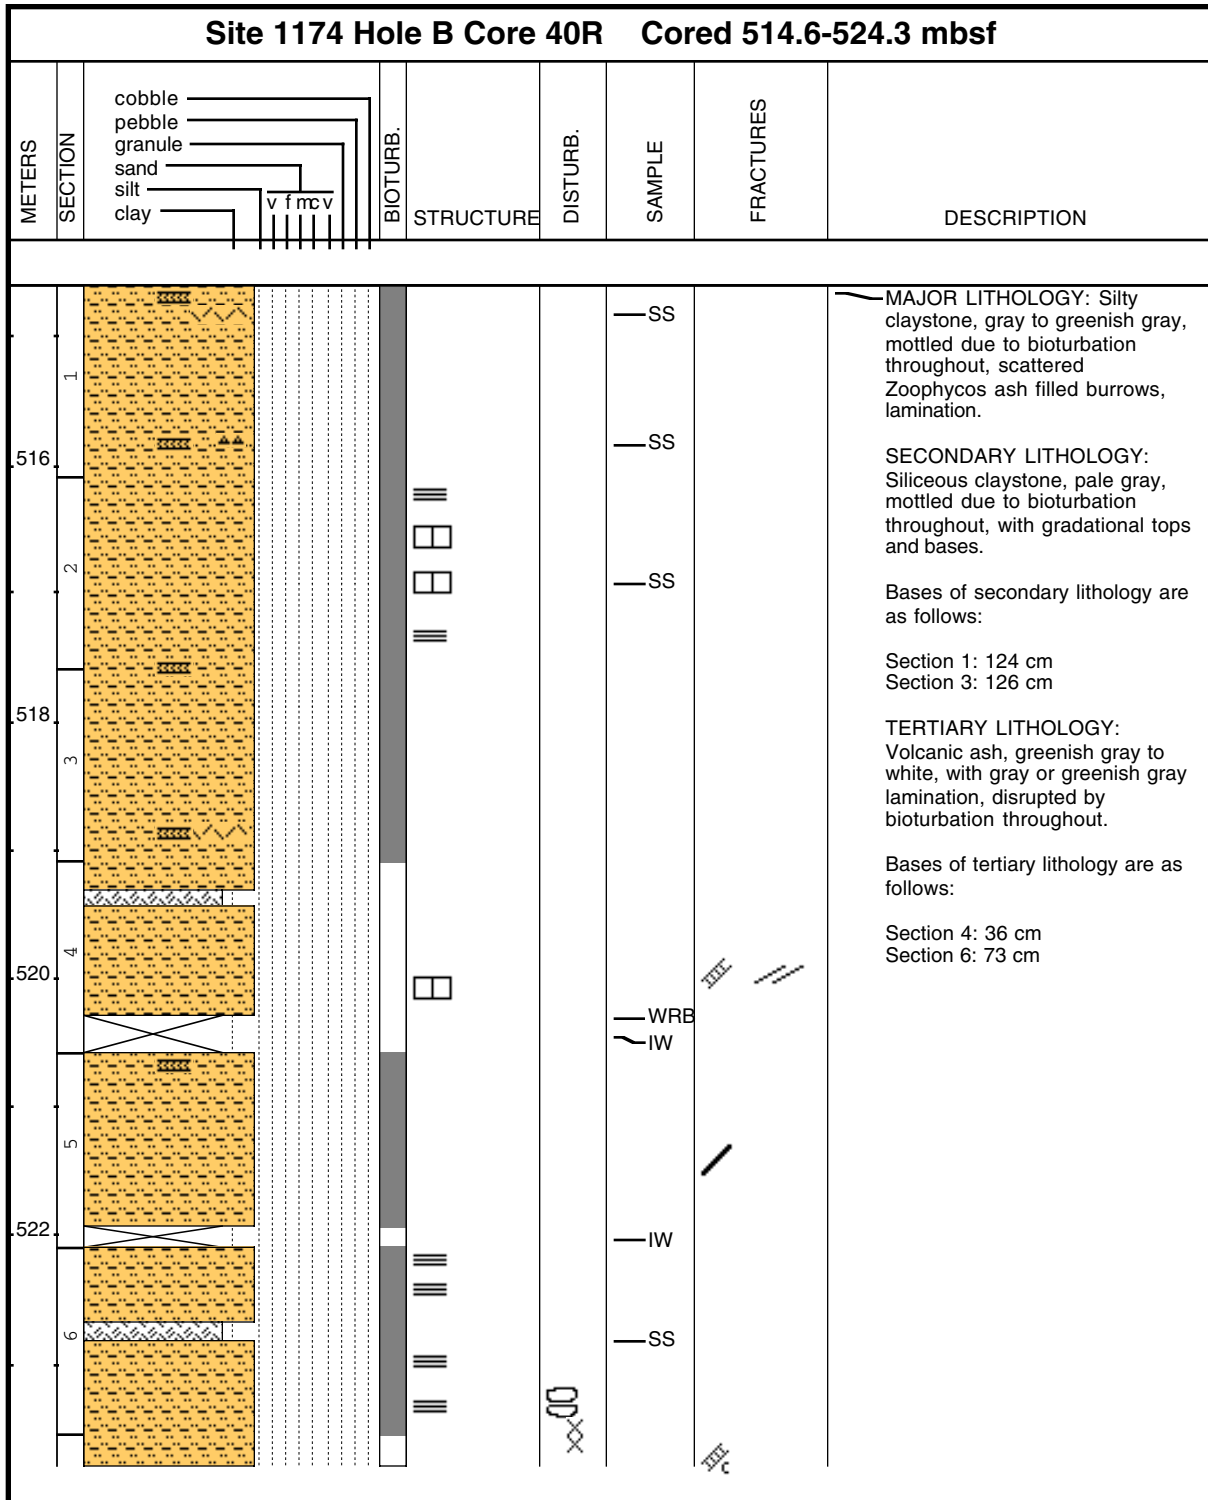 Site 1174 Hole B Core 40R Cored 514.6-524.3 mbsf
METERS
SECTION
cobble
pebble
granule
sand
silt
v f m c v
clay
BIOTURB.
STRUCTURE
DISTURB.
SAMPLE
FRACTURES
DESCRIPTION
1
2
3
4
5
6
516
518
520
522
SS
SS
SS
WRB
IW
IW
SS
c
MAJOR LITHOLOGY: Silty
claystone, gray to greenish gray,
mottled due to bioturbation
throughout, scattered
Zoophycos ash filled burrows,
lamination.
SECONDARY LITHOLOGY:
Siliceous claystone, pale gray,
mottled due to bioturbation
throughout, with gradational tops
and bases.
Bases of secondary lithology are
as follows:
Section 1: 124 cm
Section 3: 126 cm
TERTIARY LITHOLOGY:
Volcanic ash, greenish gray to
white, with gray or greenish gray
lamination, disrupted by
bioturbation throughout.
Bases of tertiary lithology are as
follows:
Section 4: 36 cm
Section 6: 73 cm